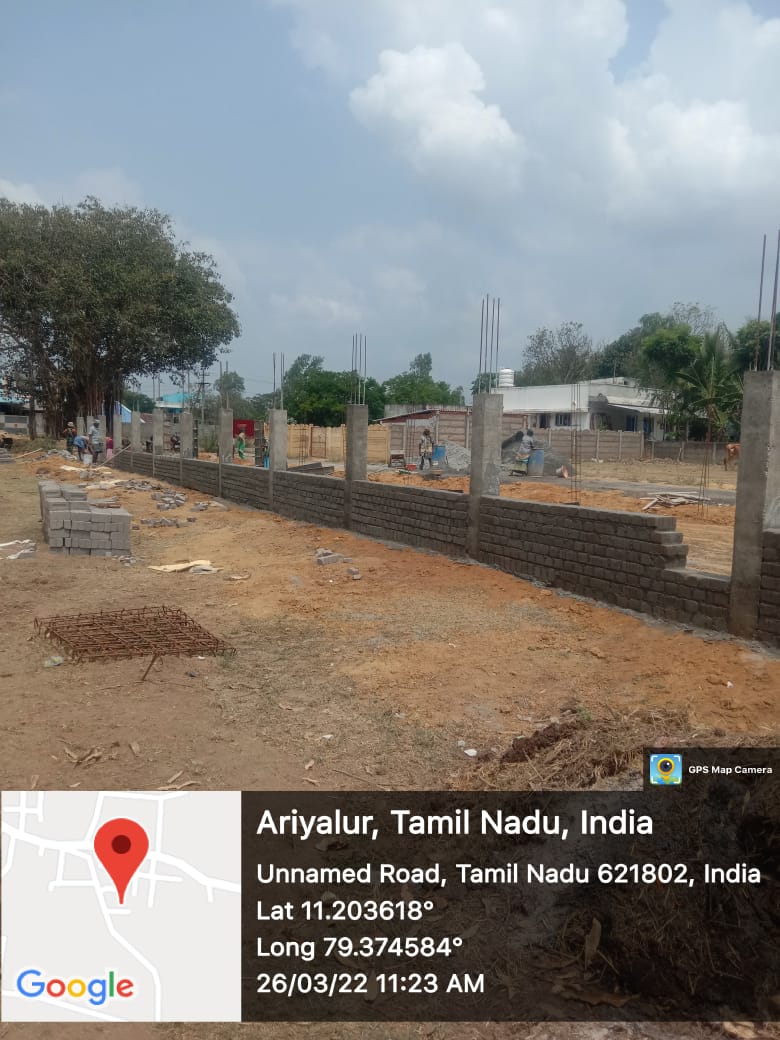 GPS Map Camera
Ariyalur, Tamil Nadu, India
Unnamed Road, Tamil Nadu 621802, India
Lat 11.203618°
Long 79.374584°
26/03/22 11:23 AM
Google